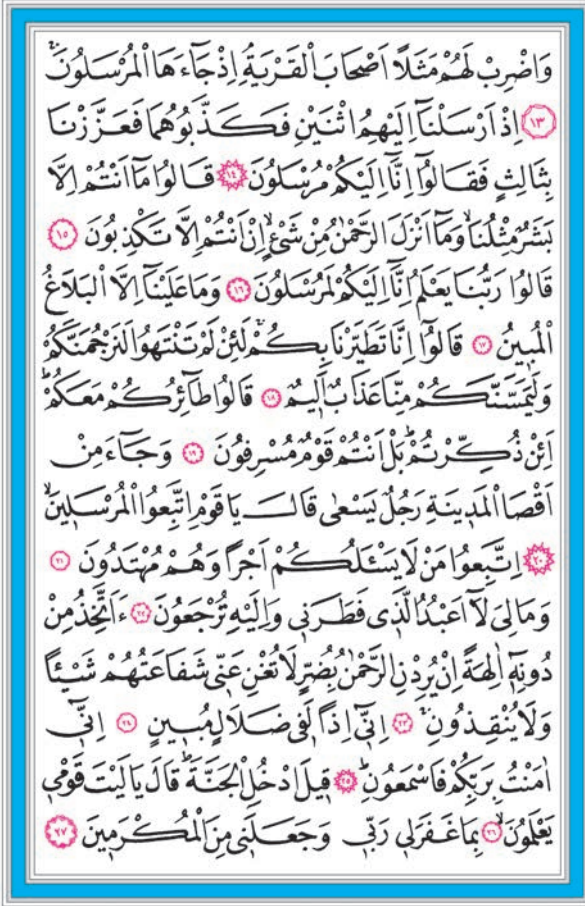 وَاضْرِبْ لَهُمْ مَثَلًا اَصْحَابَ الْقَرْيَةِۘ اِذْ جَٓاءَهَا الْمُرْسَلُونَۚ
﴿١٣﴾ اِذْ اَرْسَلْنَٓا اِلَيْهِمُ اثْنَيْنِ فَكَذَّبُوهُمَا فَعَزَّزْنَا
بِثَالِثٍ فَقَالُٓوا اِنَّٓا اِلَيْكُمْ مُرْسَلُونَ ﴿١٤﴾ قَالُوا مَٓا اَنْتُمْ اِلَّا
بَشَرٌ مِثْلُنَاۙ وَمَٓا اَنْزَلَ الرَّحْمٰنُ مِنْ شَيْءٍۙ اِنْ اَنْتُمْ اِلَّا تَكْذِبُونَ ﴿١٥﴾
قَالُوا رَبُّنَا يَعْلَمُ اِنَّٓا اِلَيْكُمْ لَمُرْسَلُونَ ﴿١٦﴾ وَمَا عَلَيْنَٓا اِلَّا الْبَلَاغُ
الْمُبٖينُ ﴿١٧﴾ قَالُٓوا اِنَّا تَطَيَّرْنَا بِكُمْۚ لَئِنْ لَمْ تَنْتَهُوا لَنَرْجُمَنَّكُمْ
وَلَيَمَسَّنَّكُمْ مِنَّا عَذَابٌ اَلٖيمٌ ﴿١٨﴾ قَالُوا طَٓائِرُكُمْ مَعَكُمْۜ
اَئِنْ ذُكِّرْتُمْۜ بَلْ اَنْتُمْ قَوْمٌ مُسْرِفُونَ ﴿١٩﴾ وَجَٓاءَ مِنْ
اَقْصَا الْمَدٖينَةِ رَجُلٌ يَسْعٰى قَالَ يَا قَوْمِ اتَّبِعُوا الْمُرْسَلٖينَۙ
﴿٢٠﴾ اِتَّبِعُوا مَنْ لَا يَسْـَٔلُكُمْ اَجْرًا وَهُمْ مُهْتَدُونَ ﴿٢١﴾
وَمَا لِيَ لَٓا اَعْبُدُ الَّذٖي فَطَرَنٖي وَاِلَيْهِ تُرْجَعُونَ ﴿٢٢﴾ ءَاَتَّخِذُ مِنْ
دُونِهٖٓ اٰلِهَةً اِنْ يُرِدْنِ الرَّحْمٰنُ بِضُرٍّ لَا تُغْنِ عَنّٖي شَفَاعَتُهُمْ شَيْـًٔا
وَلَا يُنْقِذُونِۚ ﴿٢٣﴾ اِنّٖٓي اِذًا لَفٖي ضَلَالٍ مُبٖينٍ ﴿٢٤﴾ اِنّٖٓي
اٰمَنْتُ بِرَبِّكُمْ فَاسْمَعُونِۜ ﴿٢٥﴾ قٖيلَ ادْخُلِ الْجَنَّةَۜ قَالَ يَا لَيْتَ قَوْمٖي
يَعْلَمُونَۙ ﴿٢٦﴾ بِمَا غَفَرَ لٖي رَبّٖي وَجَعَلَنٖي مِنَ الْمُكْرَمٖينَ ﴿٢٧﴾